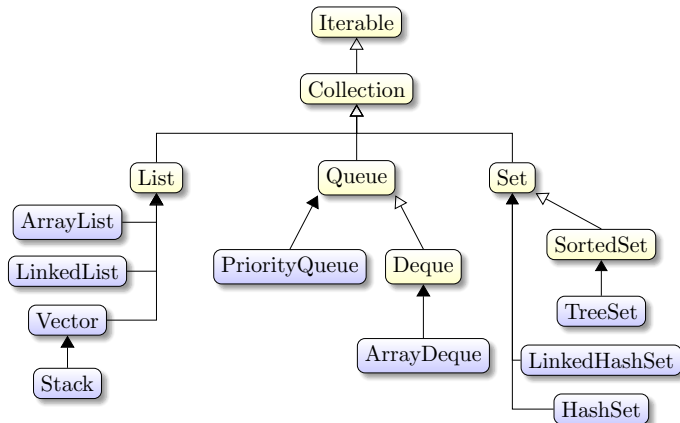 Iterable
Collection
List
Queue
Set
ArrayList
LinkedList
Vector
Stack
PriorityQueue
Deque
ArrayDeque
SortedSet
TreeSet
LinkedHashSet
HashSet